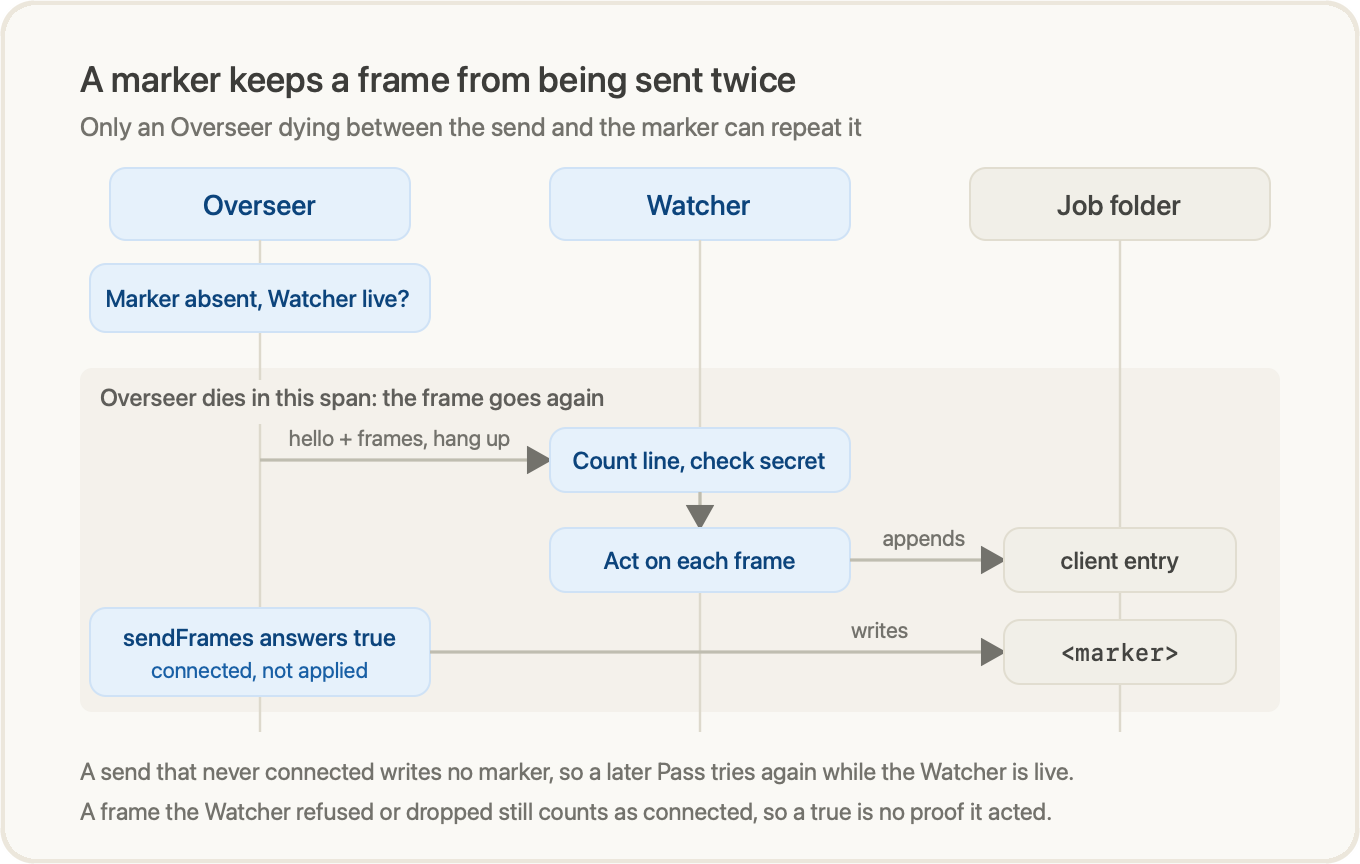 A marker keeps a frame from being sent twice
Only an Overseer dying between the send and the marker can repeat it
Overseer
Watcher
Job folder
Marker absent, Watcher live?
Overseer dies in this span: the frame goes again
hello + frames, hang up
Count line, check secret
Act on each frame
appends
client entry
sendFrames answers true
connected, not applied
writes
<marker>
A send that never connected writes no marker, so a later Pass tries again while the Watcher is live.
A frame the Watcher refused or dropped still counts as connected, so a true is no proof it acted.